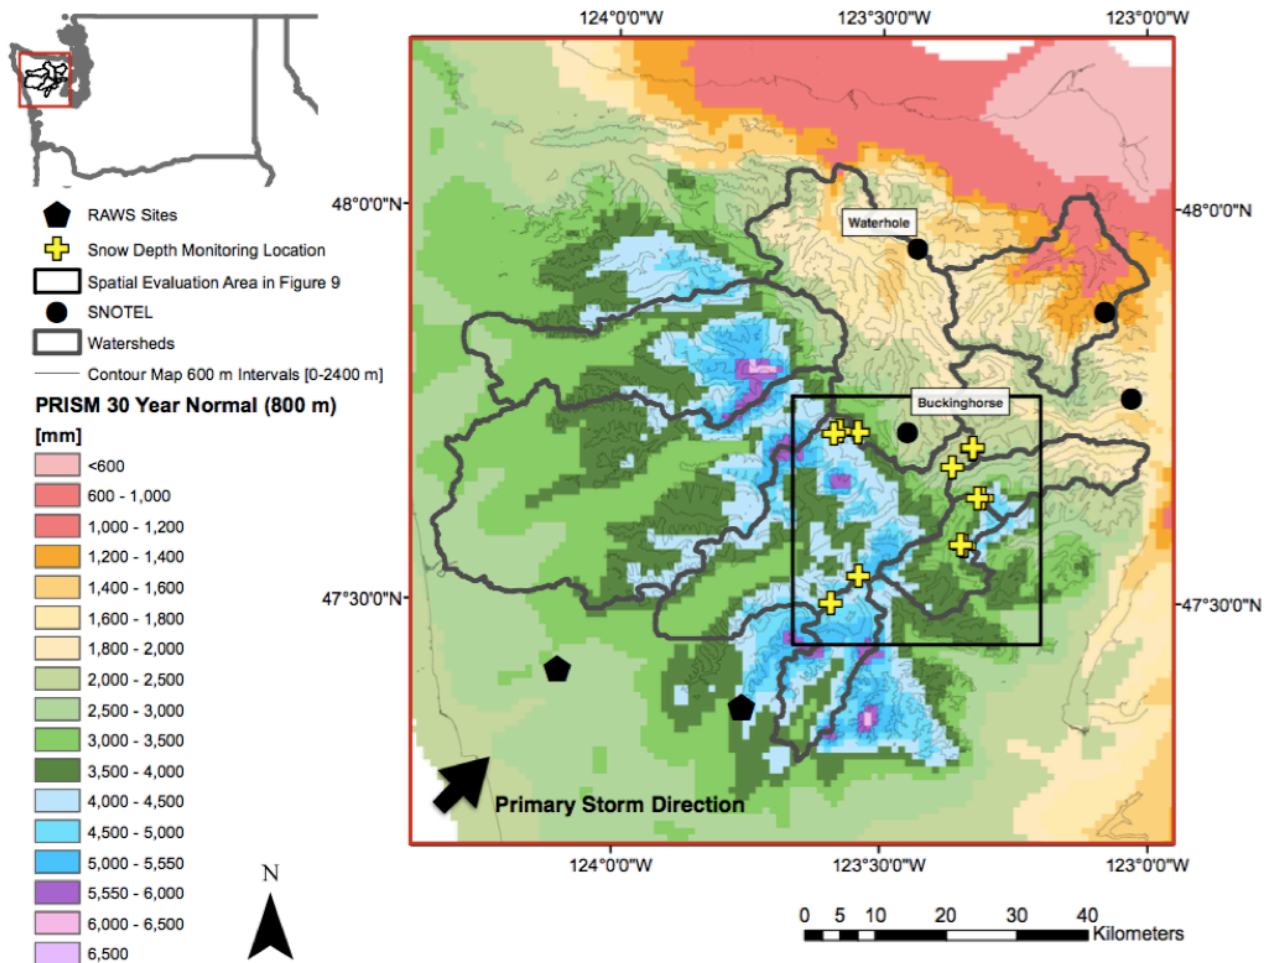 124°0'0"W 123°30'0"W 123°0'0"W
48°0'0"N 48°0'0"N
RAWS Sites
Snow Depth Monitoring Location
Spatial Evaluation Area in Figure 9
SNOTEL
Watersheds
Contour Map 600 m Intervals [0-2400 m]
PRISM 30 Year Normal (800 m)
[mm]
<600
600 - 1,000
1,000 - 1,200
1,200 - 1,400
1,400 - 1,600
1,600 - 1,800
1,800 - 2,000
2,000 - 2,500
2,500 - 3,000
3,000 - 3,500
3,500 - 4,000
4,000 - 4,500
4,500 - 5,000
5,000 - 5,550
5,550 - 6,000
6,000 - 6,500
6,500
N
Waterhole
Buckinghorse
47°30'0"N 47°30'0"N
Primary Storm Direction
124°0'0"W 123°30'0"W 123°0'0"W
0 5 10 20 30 40
Kilometers